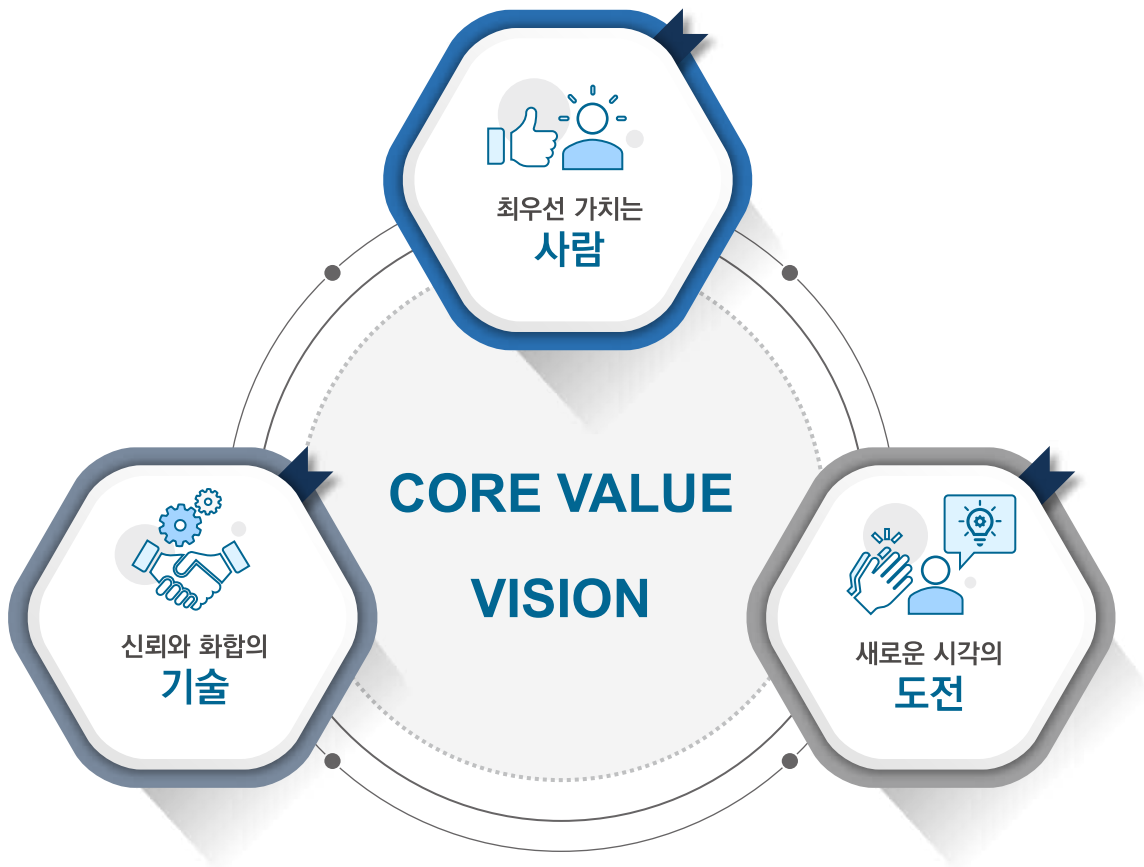 최우선 가치는
사람
CORE VALUE
VISION
신뢰와 화합의
기술
새로운 시각의
도전